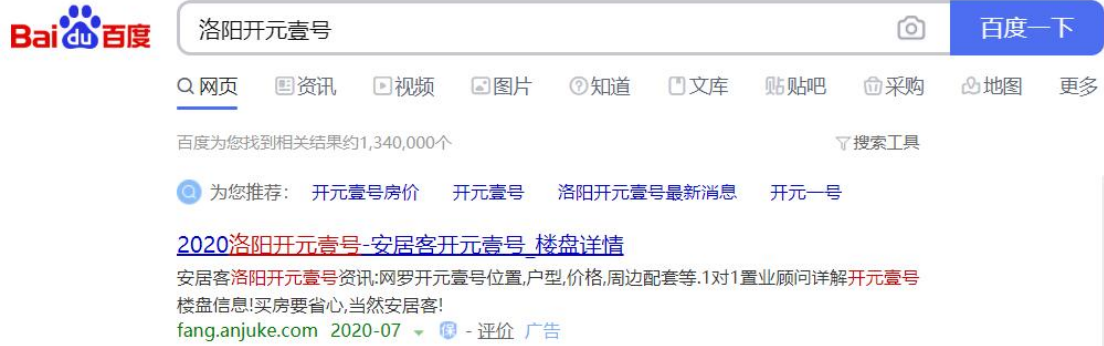 Bai du 百度 洛阳开元壹号 百度一下
网页 资讯 视频 图片 知道 文库 贴吧 采购 地图 更多
百度为您找到相关结果约1,340,000个 搜索工具
为您推荐： 开元壹号房价 开元壹号 洛阳开元壹号最新消息 开元一号
2020洛阳开元壹号-安居客开元壹号_楼盘详情
安居客洛阳开元壹号资讯:网罗开元壹号位置,户型,价格,周边配套等.1对1置业顾问详解开元壹号
楼盘信息!买房要省心,当然安居客!
fang.anjuke.com 2020-07 保 - 评价 广告